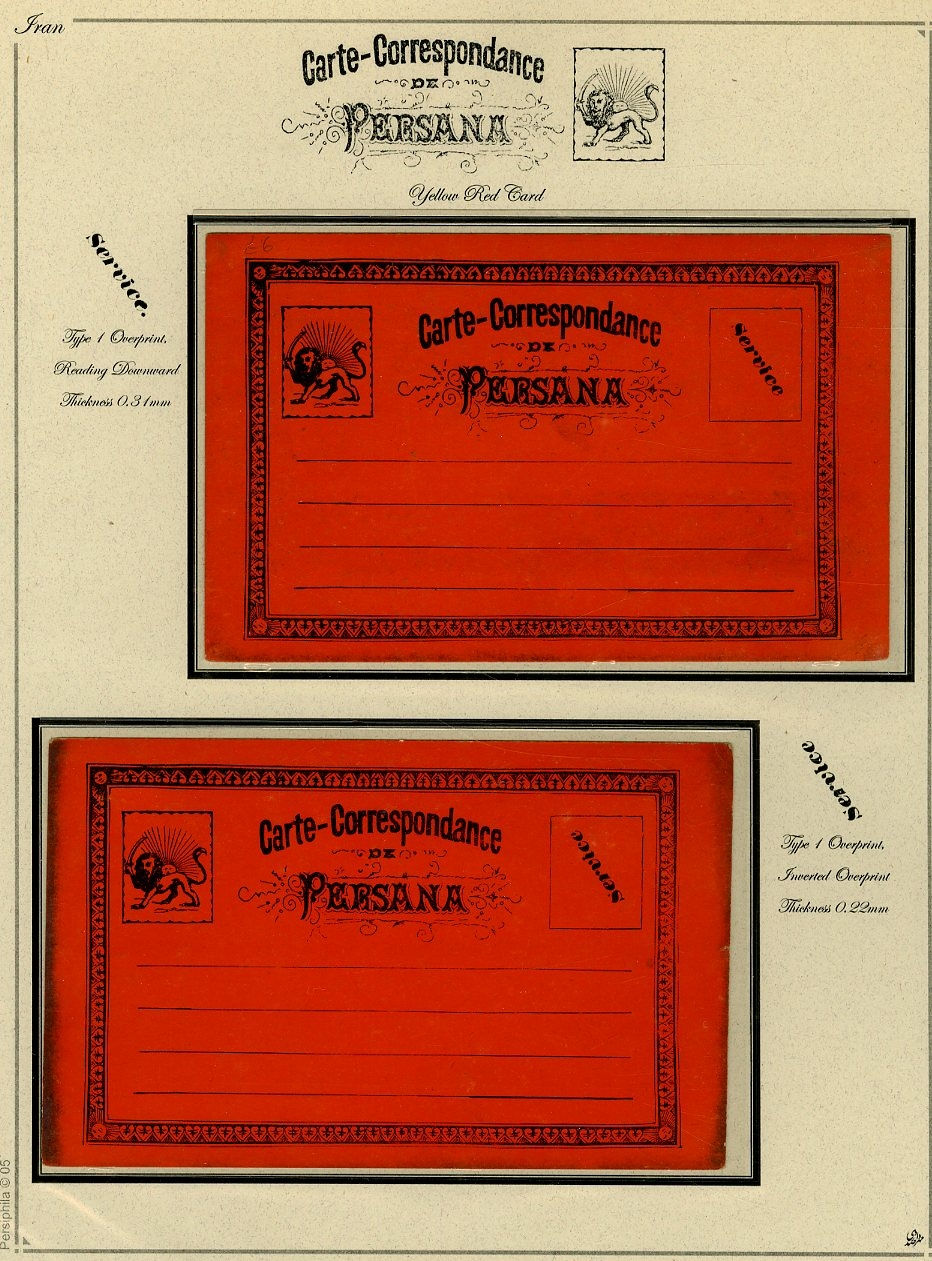 Iran
Carte-Correspondance
DE
PERSANA
Yellow Red Card
Service.
Type 1 Overprint,
Reading Downward
Thickness 0.31mm
E6
Carte-Correspondance
DE
PERSANA
Service
Carte-Correspondance
DE
PERSANA
Service
Service
Type 1 Overprint,
Inverted Overprint
Thickness 0.22mm
Persiphila © 05